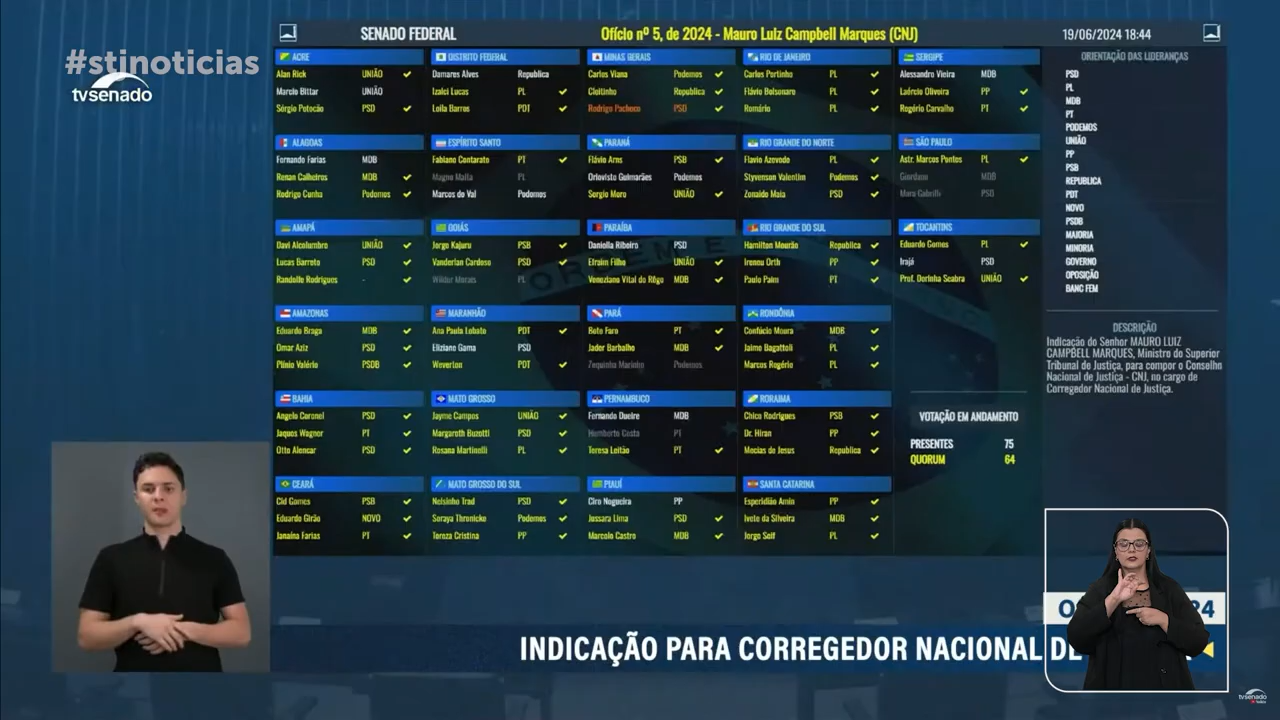 #stinoticias
tvsenado
SENADO FEDERAL
Ofício nº 5, de 2024 - Mauro Luiz Campbell Marques (CNJ)
19/06/2024 18:44
ACRE
Alan Rick UNIÃO
Marcio Bittar UNIÃO
Sérgio Petecão PSD
DISTRITO FEDERAL
Damares Alves Republica
Izalci Lucas PL
Leila Barros PDT
MINAS GERAIS
Carlos Viana Podemos
Cleitinho Republica
Rodrigo Pacheco PSD
RIO DE JANEIRO
Carlos Portinho PL
Flávio Bolsonaro PL
Romário PL
SERGIPE
Alessandro Vieira MDB
Laércio Oliveira PP
Rogério Carvalho PT
ALAGOAS
Fernando Farias MDB
Renan Calheiros MDB
Rodrigo Cunha Podemos
ESPÍRITO SANTO
Fabiano Contarato PT
Magno Malta PL
Marcos do Val Podemos
PARANÁ
Flávio Arns PSB
Oriovisto Guimarães Podemos
Sergio Moro UNIÃO
RIO GRANDE DO NORTE
Flavio Azevedo PL
Styvenson Valentim Podemos
Zenaide Maia PSD
SÃO PAULO
Astr. Marcos Pontes PL
Giordano MDB
Mara Gabrilli PSD
AMAPÁ
Davi Alcolumbre UNIÃO
Lucas Barreto PSD
Randolfe Rodrigues -
GOIÁS
Jorge Kajuru PSB
Vanderlan Cardoso PSD
Wilder Morais PL
PARAÍBA
Daniella Ribeiro PSD
Efraim Filho UNIÃO
Veneziano Vital do Rêgo MDB
RIO GRANDE DO SUL
Hamilton Mourão Republica
Ireneu Orth PP
Paulo Paim PT
TOCANTINS
Eduardo Gomes PL
Irajá PSD
Prof. Dorinha Seabra UNIÃO
AMAZONAS
Eduardo Braga MDB
Omar Aziz PSD
Plínio Valério PSDB
MARANHÃO
Ana Paula Lobato PDT
Eliziane Gama PSD
Weverton PDT
PARÁ
Beto Faro PT
Jader Barbalho MDB
Zequinha Marinho Podemos
RONDÔNIA
Confúcio Moura MDB
Jaime Bagattoli PL
Marcos Rogério PL
BAHIA
Angelo Coronel PSD
Jaques Wagner PT
Otto Alencar PSD
MATO GROSSO
Jayme Campos UNIÃO
Margareth Buzetti PSD
Rosana Martinelli PL
PERNAMBUCO
Fernando Dueire MDB
Humberto Costa PT
Teresa Leitão PT
RORAIMA
Chico Rodrigues PSB
Dr. Hiran PP
Mecias de Jesus Republica
CEARÁ
Cid Gomes PSB
Eduardo Girão NOVO
Janaína Farias PT
MATO GROSSO DO SUL
Nelsinho Trad PSD
Soraya Thronicke Podemos
Tereza Cristina PP
PIAUÍ
Ciro Nogueira PP
Jussara Lima PSD
Marcelo Castro MDB
SANTA CATARINA
Esperidião Amin PP
Ivete da Silveira MDB
Jorge Seif PL
VOTAÇÃO EM ANDAMENTO
PRESENTES 75
QUORUM 64
ORIENTAÇÃO DAS LIDERANÇAS
PSD
PL
MDB
PT
PODEMOS
UNIÃO
PP
PSB
REPUBLICA
PDT
NOVO
PSDB
MAIORIA
MINORIA
GOVERNO
OPOSIÇÃO
BANC FEM
DESCRIÇÃO
Indicação do Senhor MAURO LUIZ
CAMPBELL MARQUES, Ministro do Superior
Tribunal de Justiça, para compor o Conselho
Nacional de Justiça - CNJ, no cargo de
Corregedor Nacional de Justiça.
INDICAÇÃO PARA CORREGEDOR NACIONAL DE
tvsenado